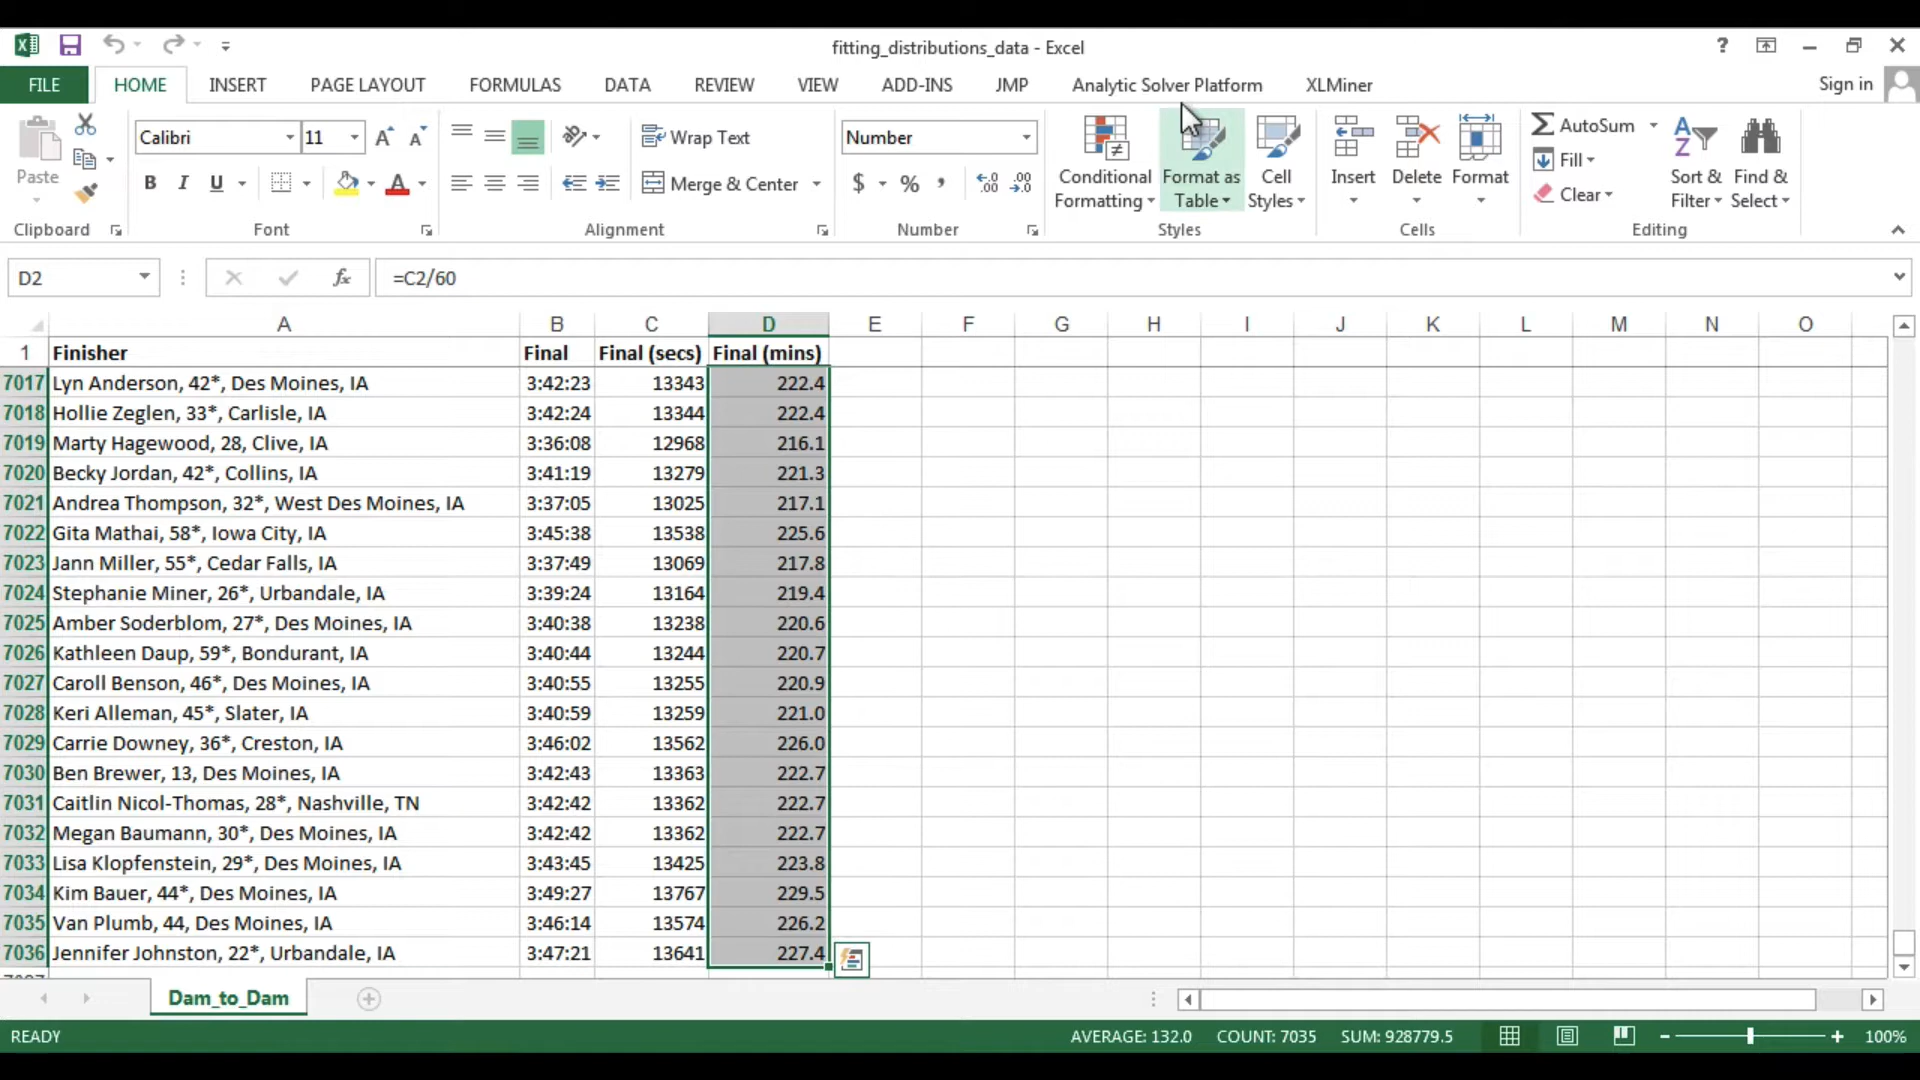 fitting_distributions_data - Excel
?
FILE HOME INSERT PAGE LAYOUT FORMULAS DATA REVIEW VIEW ADD-INS JMP Analytic Solver Platform XLMiner Sign in
Paste
Clipboard
Calibri 11 A A
B I U A
Font
Wrap Text
Merge & Center
Alignment
Number
$ % , .0 .00 .00 .0
Number
Conditional Formatting
Format as Table
Cell Styles
Styles
Insert Delete Format
Cells
AutoSum
Fill
Clear
Sort & Filter
Find & Select
Editing
D2 fx =C2/60
A B C D E F G H I J K L M N O
1 Finisher Final Final (secs) Final (mins)
7017 Lyn Anderson, 42*, Des Moines, IA 3:42:23 13343 222.4
7018 Hollie Zeglen, 33*, Carlisle, IA 3:42:24 13344 222.4
7019 Marty Hagewood, 28, Clive, IA 3:36:08 12968 216.1
7020 Becky Jordan, 42*, Collins, IA 3:41:19 13279 221.3
7021 Andrea Thompson, 32*, West Des Moines, IA 3:37:05 13025 217.1
7022 Gita Mathai, 58*, Iowa City, IA 3:45:38 13538 225.6
7023 Jann Miller, 55*, Cedar Falls, IA 3:37:49 13069 217.8
7024 Stephanie Miner, 26*, Urbandale, IA 3:39:24 13164 219.4
7025 Amber Soderblom, 27*, Des Moines, IA 3:40:38 13238 220.6
7026 Kathleen Daup, 59*, Bondurant, IA 3:40:44 13244 220.7
7027 Caroll Benson, 46*, Des Moines, IA 3:40:55 13255 220.9
7028 Keri Alleman, 45*, Slater, IA 3:40:59 13259 221.0
7029 Carrie Downey, 36*, Creston, IA 3:46:02 13562 226.0
7030 Ben Brewer, 13, Des Moines, IA 3:42:43 13363 222.7
7031 Caitlin Nicol-Thomas, 28*, Nashville, TN 3:42:42 13362 222.7
7032 Megan Baumann, 30*, Des Moines, IA 3:42:42 13362 222.7
7033 Lisa Klopfenstein, 29*, Des Moines, IA 3:43:45 13425 223.8
7034 Kim Bauer, 44*, Des Moines, IA 3:49:27 13767 229.5
7035 Van Plumb, 44, Des Moines, IA 3:46:14 13574 226.2
7036 Jennifer Johnston, 22*, Urbandale, IA 3:47:21 13641 227.4
Dam_to_Dam
READY AVERAGE: 132.0 COUNT: 7035 SUM: 928779.5 100%